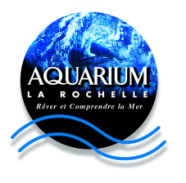 AQUARIUM
LA ROCHELLE
Rêver et Comprendre la Mer